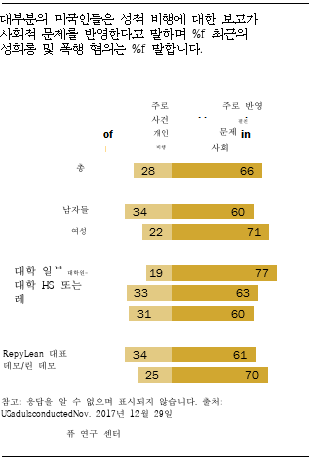 대부분의 미국인들은 성적 비행에 대한 보고가
사회적 문제를 반영한다고 말하며 %f 최근의
성희롱 및 폭행 혐의는 %f 말합니다.
주로 주로 반영
사건
of 개인 문제 in
사회
총 28 66
남자들 34 60
여성 22 71
대학 일 대학원+ 19 77
대학 HS 또는 33 63
레 31 60
RepyLean 대표 34 61
데모/린 데모 25 70
참고: 응답을 알 수 없으며 표시되지 않습니다. 출처:
USadulsconductedNov. 2017년 12월 29일
퓨 연구 센터